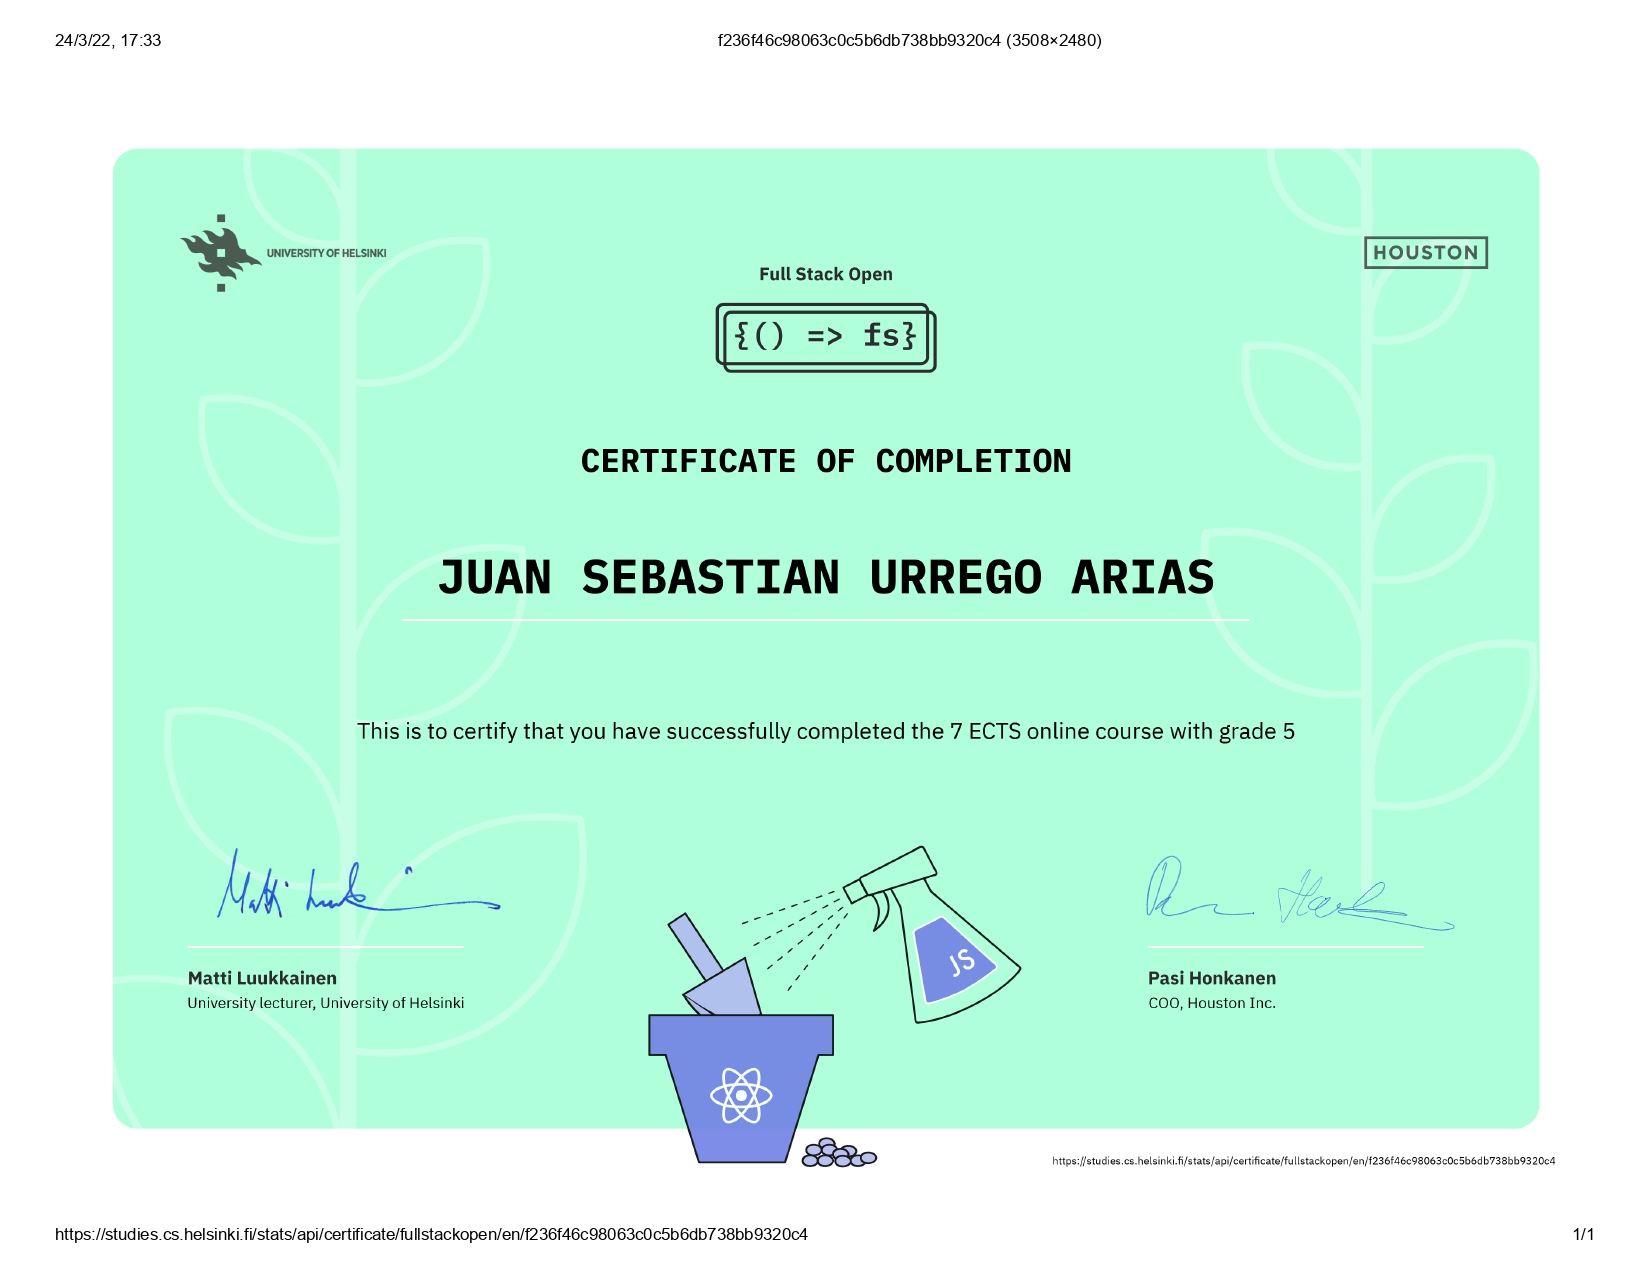 24/3/22, 17:33
f236f46c98063c0c5b6db738bb9320c4 (3508×2480)
UNIVERSITY OF HELSINKI
HOUSTON
Full Stack Open
{() => fs}
CERTIFICATE OF COMPLETION
JUAN SEBASTIAN URREGO ARIAS
This is to certify that you have successfully completed the 7 ECTS online course with grade 5
Matti Luukkainen
University lecturer, University of Helsinki
JS
Pasi Honkanen
COO, Houston Inc.
https://studies.cs.helsinki.fi/stats/api/certificate/fullstackopen/en/f236f46c98063c0c5b6db738bb9320c4
https://studies.cs.helsinki.fi/stats/api/certificate/fullstackopen/en/f236f46c98063c0c5b6db738bb9320c4
1/1